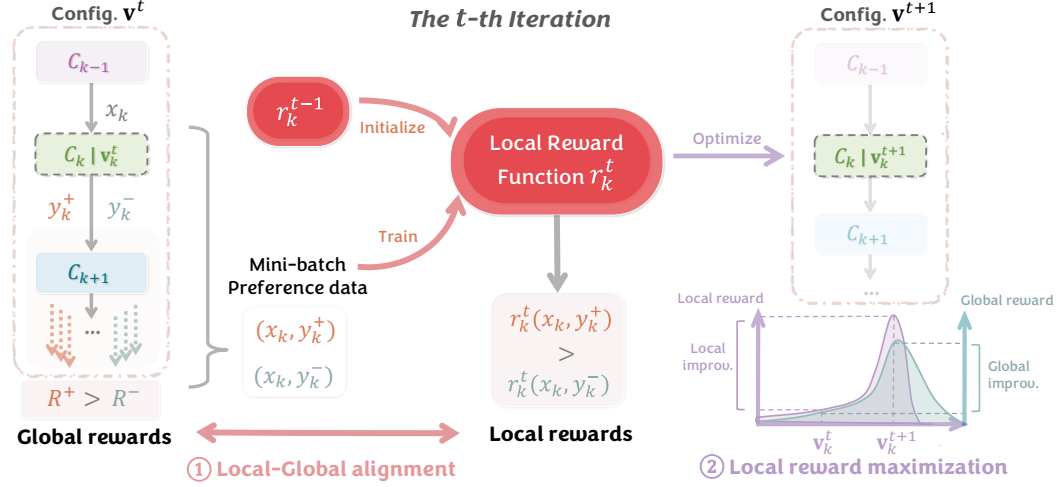 Config. v^t
The t-th Iteration
Config. v^{t+1}
C_{k-1}
x_k
C_k | v_k^t
y_k^+ y_k^-
C_{k+1}
...
R^+ > R^-
Global rewards
r_k^{t-1}
Initialize
Train
Mini-batch
Preference data
(x_k, y_k^+)
(x_k, y_k^-)
Local Reward
Function r_k^t
r_k^t(x_k, y_k^+)
>
r_k^t(x_k, y_k^-)
Local rewards
① Local-Global alignment
Optimize
C_{k-1}
C_k | v_k^{t+1}
C_{k+1}
...
Local reward
Global reward
Local
improv.
Global
improv.
v_k^t
v_k^{t+1}
② Local reward maximization